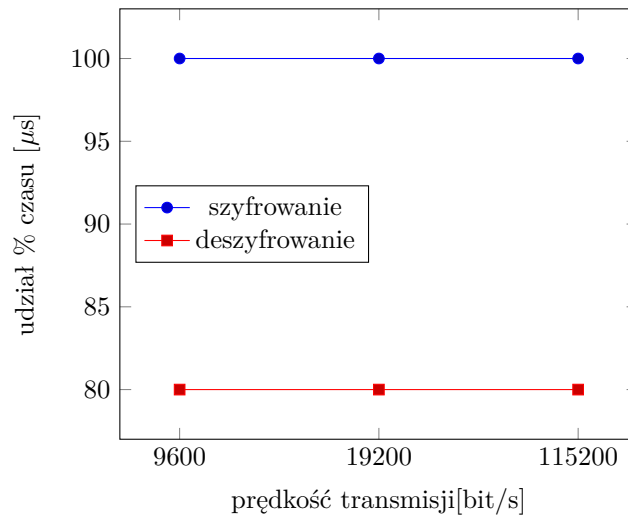 100
95
90
85
80
udział % czasu [µs]
szyfrowanie
deszyfrowanie
9600 19200 115200
prędkość transmisji[bit/s]